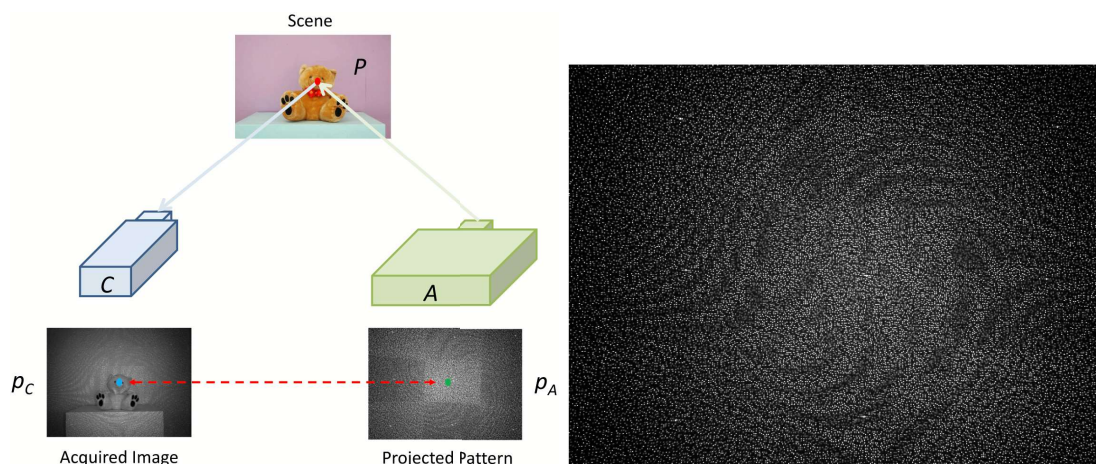 Scene
P
C
A
p_C
p_A
Acquired Image
Projected Pattern